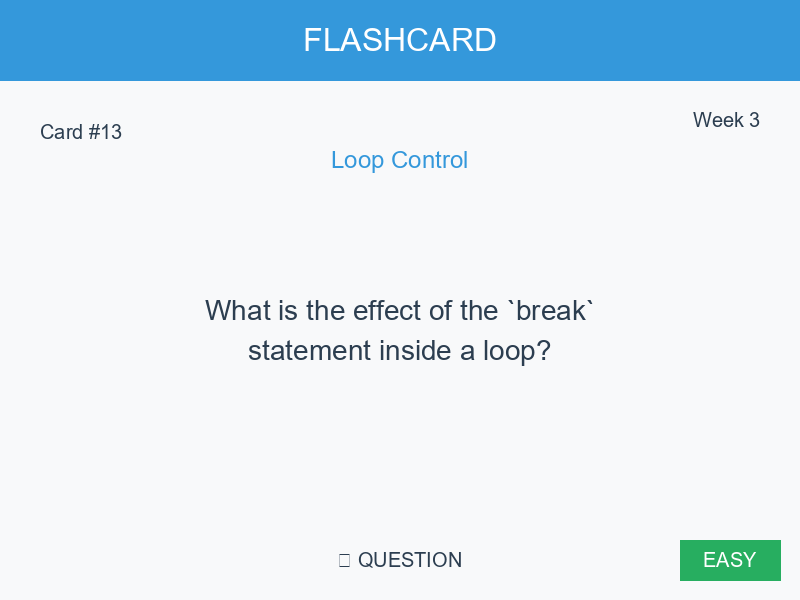 FLASHCARD
Card #13
Week 3
Loop Control
What is the effect of the `break`
statement inside a loop?
QUESTION
EASY